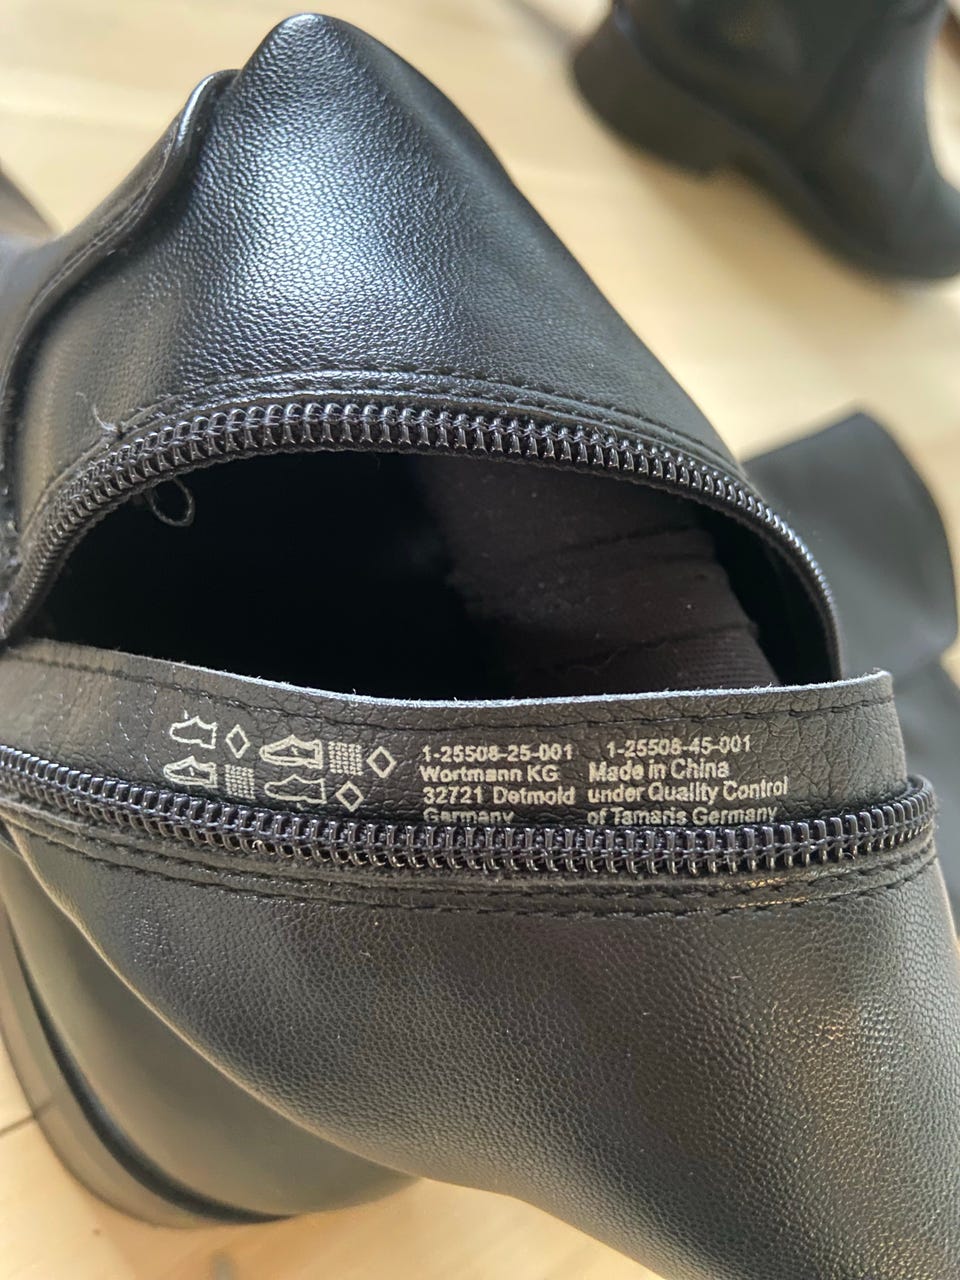 1-25508-25-001
Wortmann KG
32721 Detmold
Germany
1-25508-45-001
Made in China
under Quality Control
of Tamaris Germany